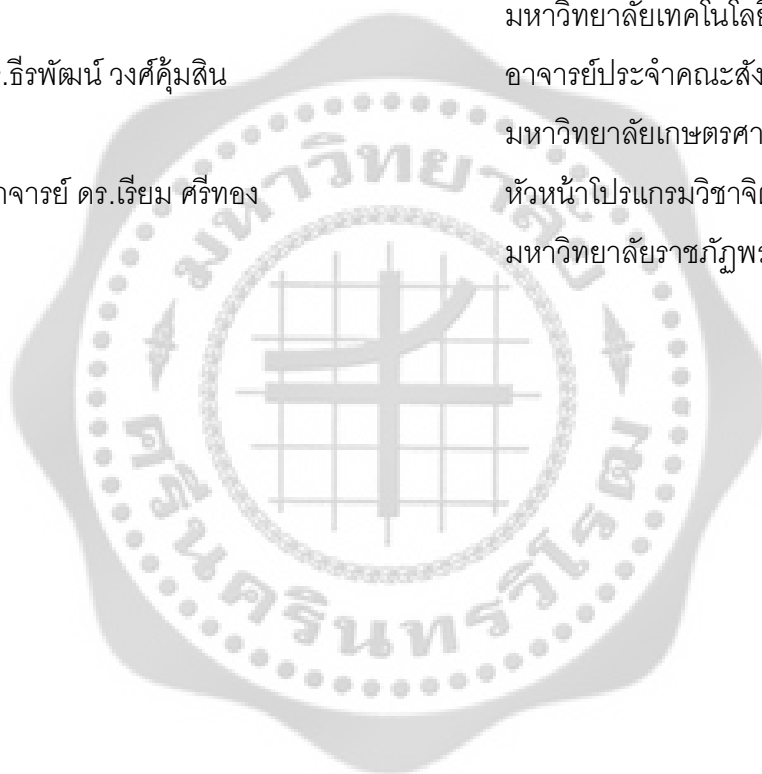 มหาวิทยาลัยเทคโนโลยี
.ธีรพัฒน์ วงศ์คุ้มสิน
อาจารย์ประจำคณะสัง
มหาวิทยาลัยเกษตรศา
าจารย์ ดร.เรียม ศรีทอง
หัวหน้าโปรแกรมวิชาจิต
มหาวิทยาลัยราชภัฏพร
มหาวิทยาลัย
ศรีนครินทรวิโรฒ